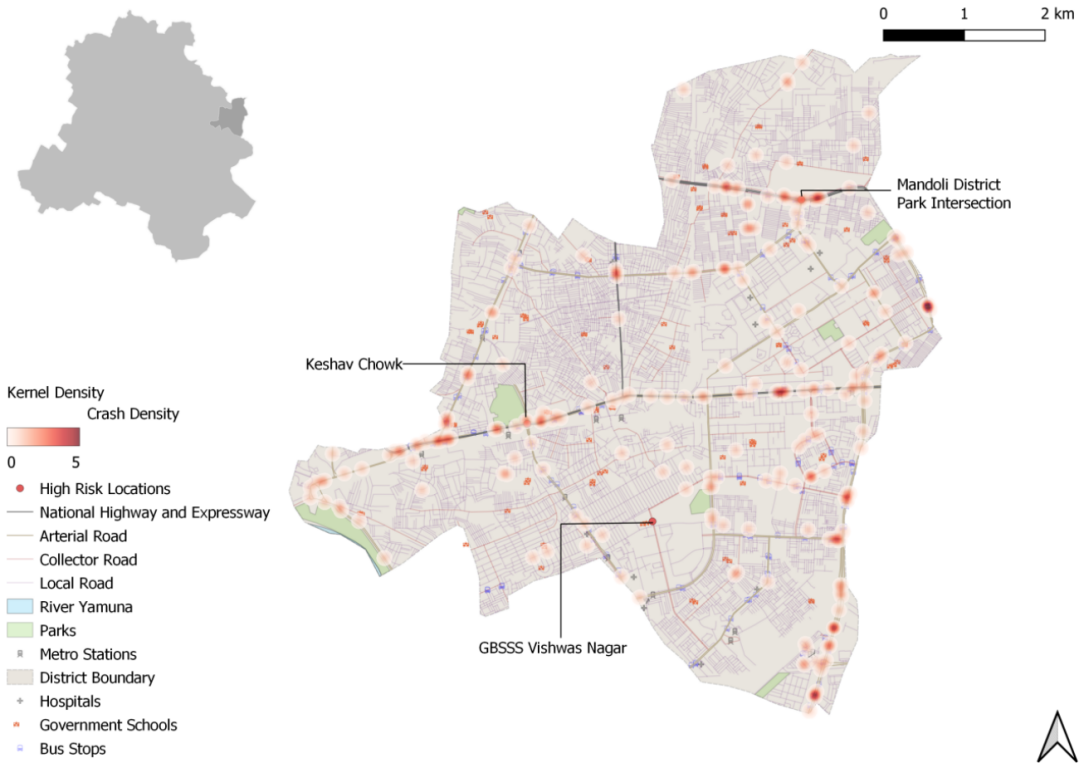 0 1 2 km
Mandoli District
Park Intersection
Keshav Chowk
GBSSS Vishwas Nagar
Kernel Density
Crash Density
0 5
High Risk Locations
National Highway and Expressway
Arterial Road
Collector Road
Local Road
River Yamuna
Parks
Metro Stations
District Boundary
Hospitals
Government Schools
Bus Stops